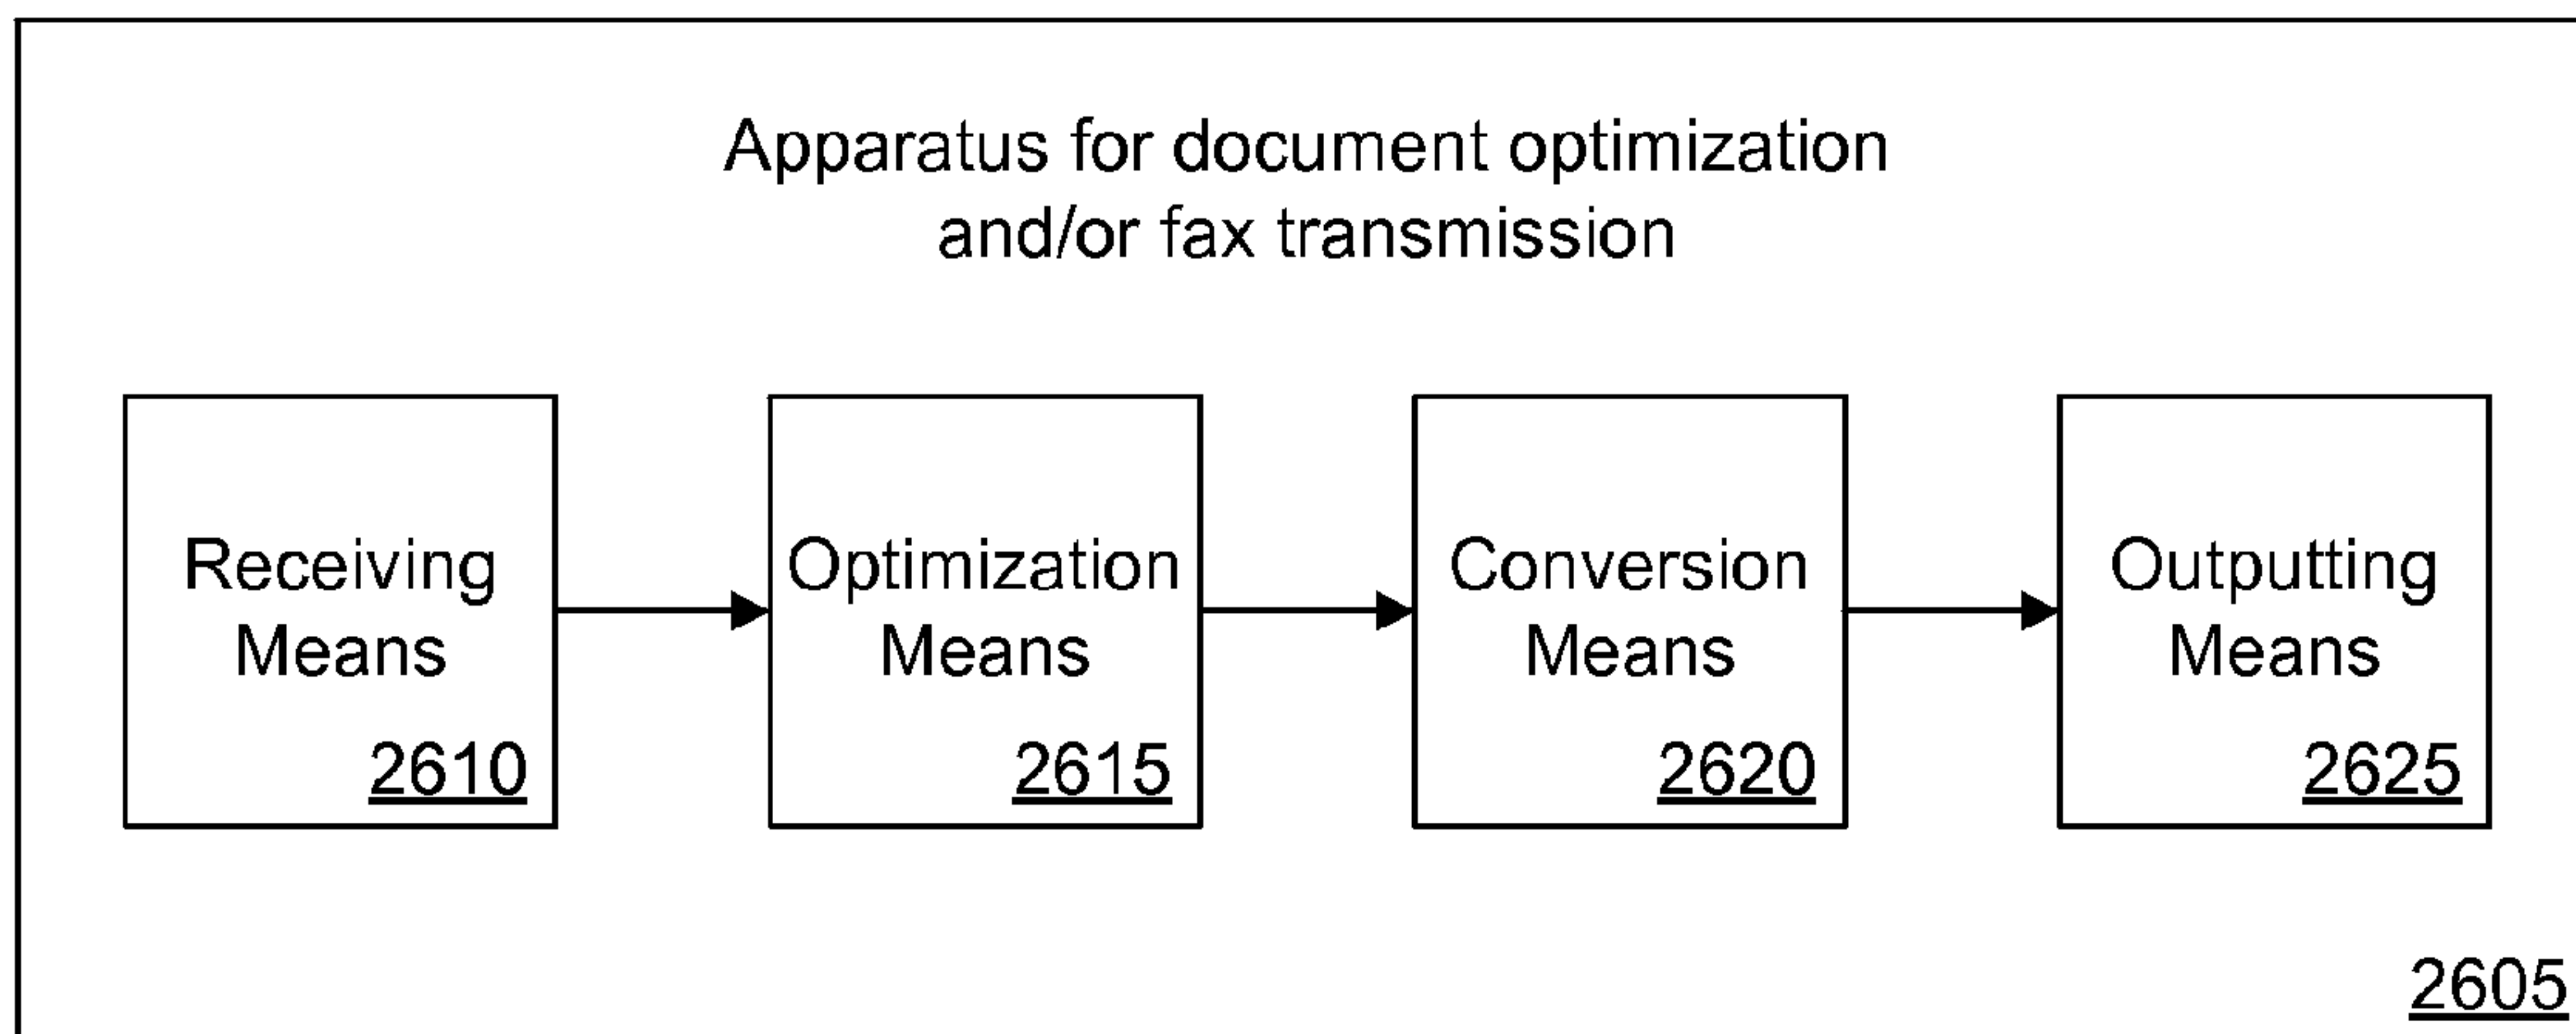 Apparatus for document optimization
and/or fax transmission
Receiving
Means
2610
Optimization
Means
2615
Conversion
Means
2620
Outputting
Means
2625
2605